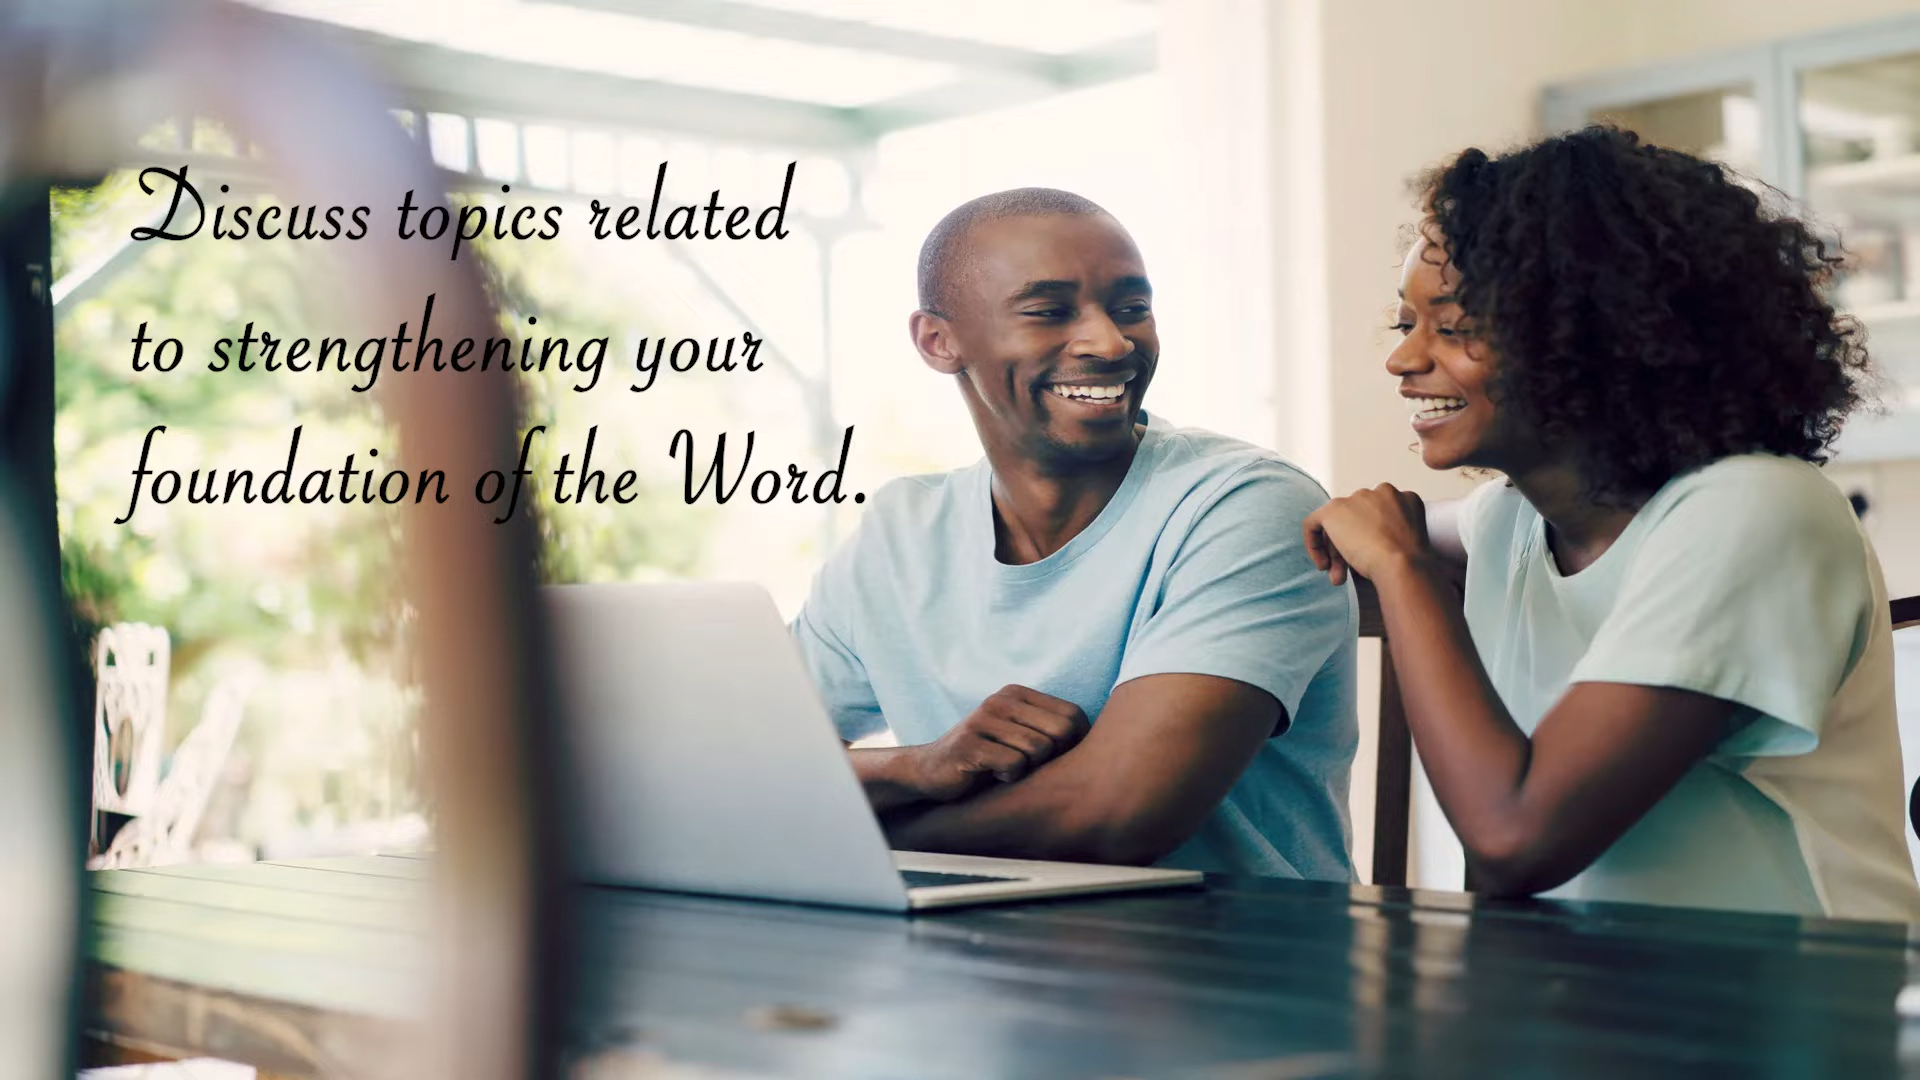 Discuss topics related
to strengthening your
foundation of the Word.